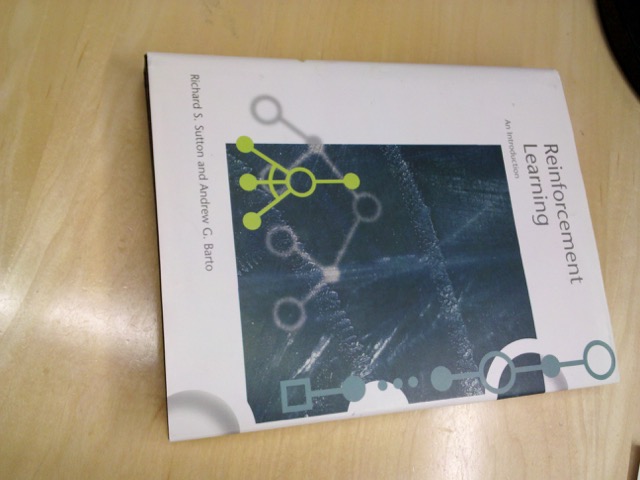 Reinforcement
Learning
An Introduction
Richard S. Sutton and Andrew G. Barto